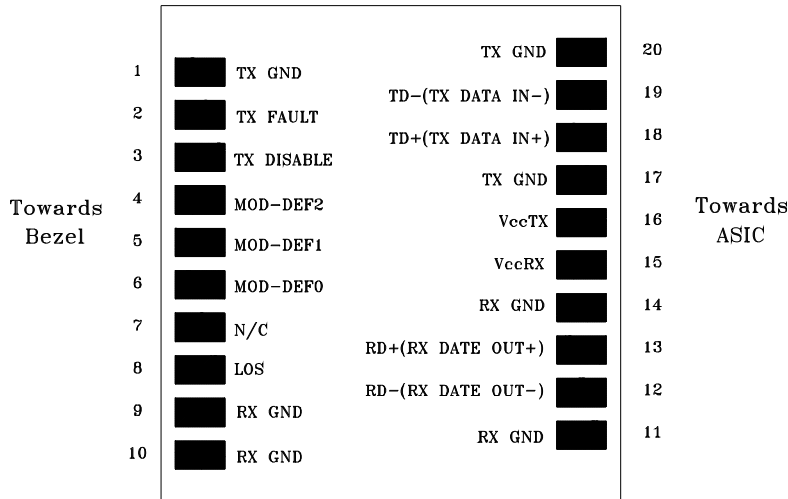 1 TX GND
2 TX FAULT
3 TX DISABLE
4 MOD-DEF2
5 MOD-DEF1
6 MOD-DEF0
7 N/C
8 LOS
9 RX GND
10 RX GND
Towards
Bezel
TX GND 20
TD-(TX DATA IN-) 19
TD+(TX DATA IN+) 18
TX GND 17
VccTX 16
VccRX 15
RX GND 14
RD+(RX DATE OUT+) 13
RD-(RX DATE OUT-) 12
RX GND 11
Towards
ASIC